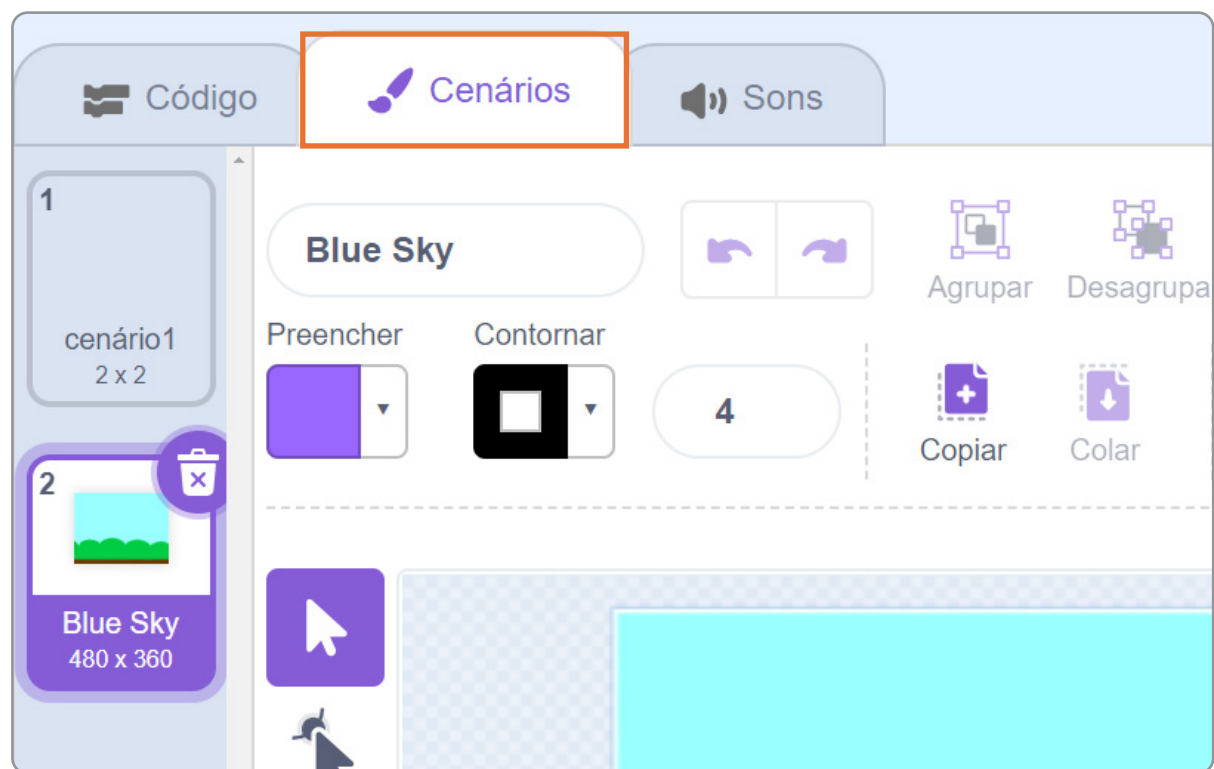 Código
Cenários
Sons
1
cenário1
2 x 2
2
Blue Sky
480 x 360
Blue Sky
Agrupar
Desagrupa
Preencher
Contornar
4
Copiar
Colar